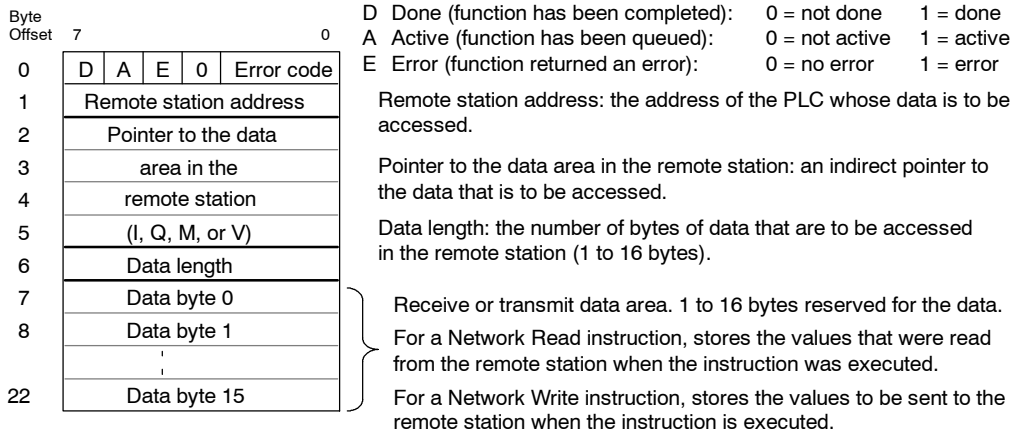 Byte
Offset 7 0
0 D A E 0 Error code
1 Remote station address
2 Pointer to the data
3 area in the
4 remote station
5 (I, Q, M, or V)
6 Data length
7 Data byte 0
8 Data byte 1
22 Data byte 15
D Done (function has been completed): 0 = not done 1 = done
A Active (function has been queued): 0 = not active 1 = active
E Error (function returned an error): 0 = no error 1 = error
Remote station address: the address of the PLC whose data is to be
accessed.
Pointer to the data area in the remote station: an indirect pointer to
the data that is to be accessed.
Data length: the number of bytes of data that are to be accessed
in the remote station (1 to 16 bytes).
Receive or transmit data area. 1 to 16 bytes reserved for the data.
For a Network Read instruction, stores the values that were read
from the remote station when the instruction was executed.
For a Network Write instruction, stores the values to be sent to the
remote station when the instruction is executed.